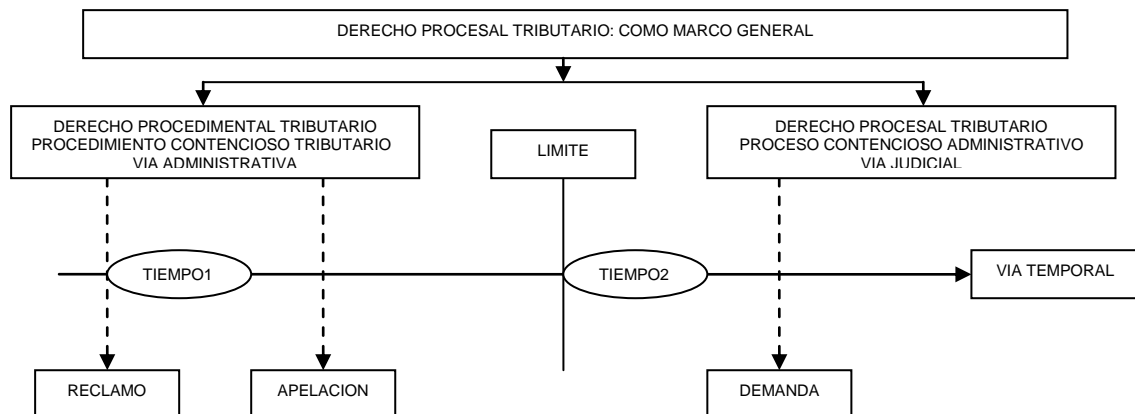 DERECHO PROCESAL TRIBUTARIO: COMO MARCO GENERAL
DERECHO PROCEDIMENTAL TRIBUTARIO
PROCEDIMIENTO CONTENCIOSO TRIBUTARIO
VIA ADMINISTRATIVA
LIMITE
DERECHO PROCESAL TRIBUTARIO
PROCESO CONTENCIOSO ADMINISTRATIVO
VIA JUDICIAL
TIEMPO1
TIEMPO2
VIA TEMPORAL
RECLAMO
APELACION
DEMANDA